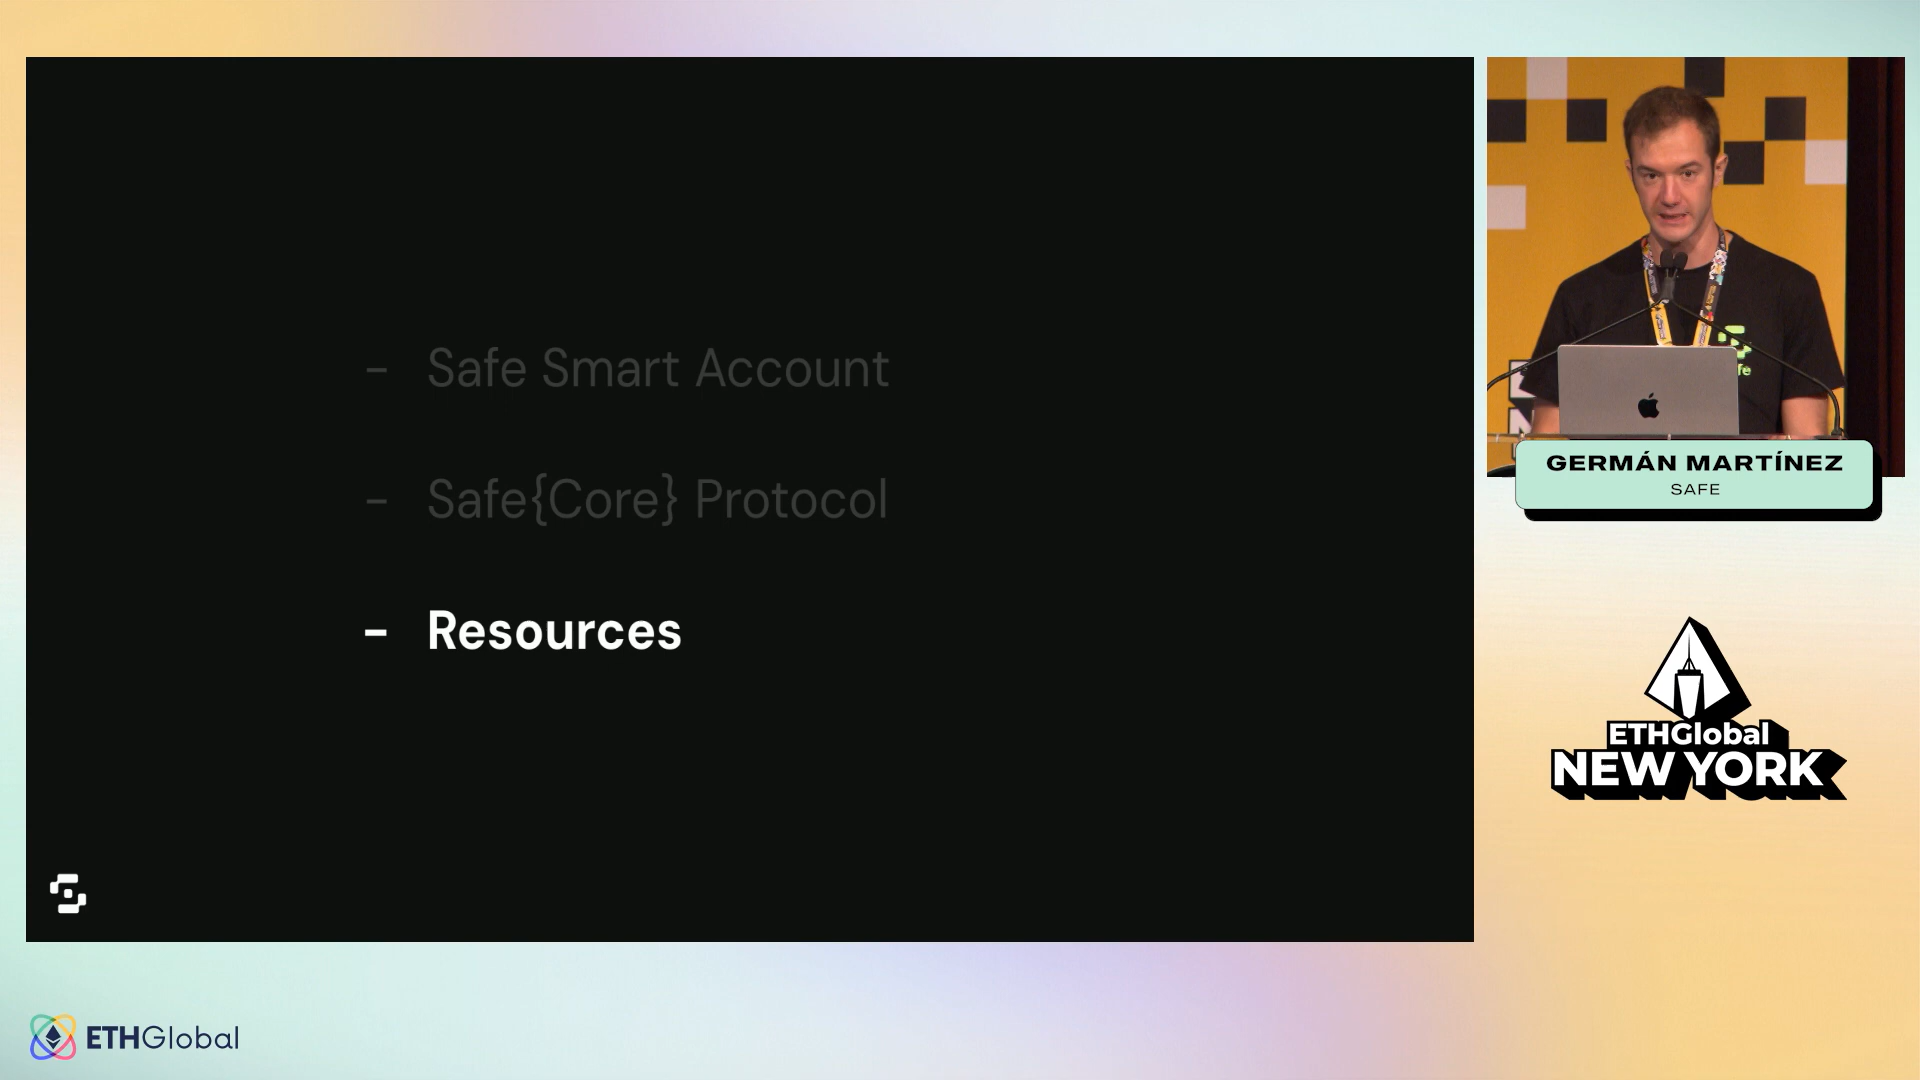 - Safe Smart Account
- Safe{Core} Protocol
- Resources
GERMÁN MARTÍNEZ
SAFE
ETHGlobal
NEW YORK
ETHGlobal